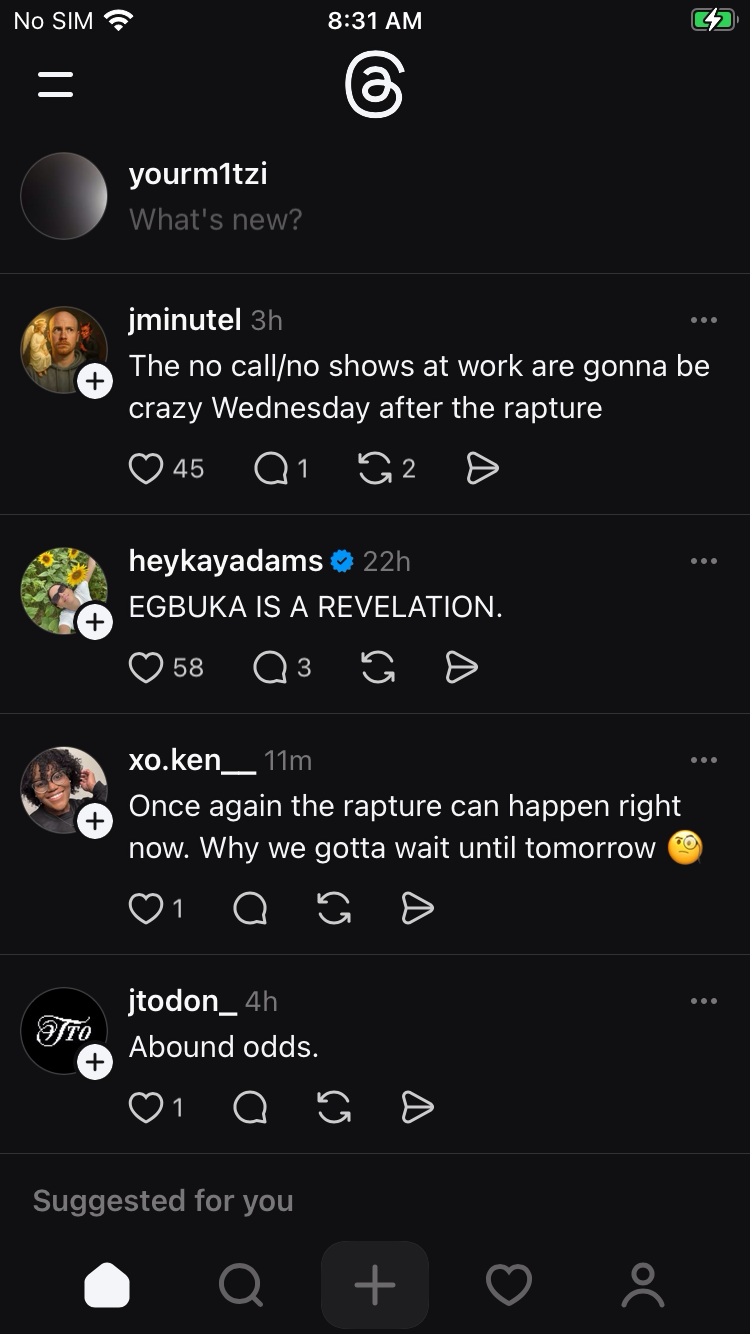 No SIM 8:31 AM
yourm1tzi
What's new?
jminutel 3h
The no call/no shows at work are gonna be
crazy Wednesday after the rapture
45 1 2
heykayadams 22h
EGBUKA IS A REVELATION.
58 3
xo.ken__ 11m
Once again the rapture can happen right
now. Why we gotta wait until tomorrow 🧐
1
JTO
jtodon_ 4h
Abound odds.
1
Suggested for you